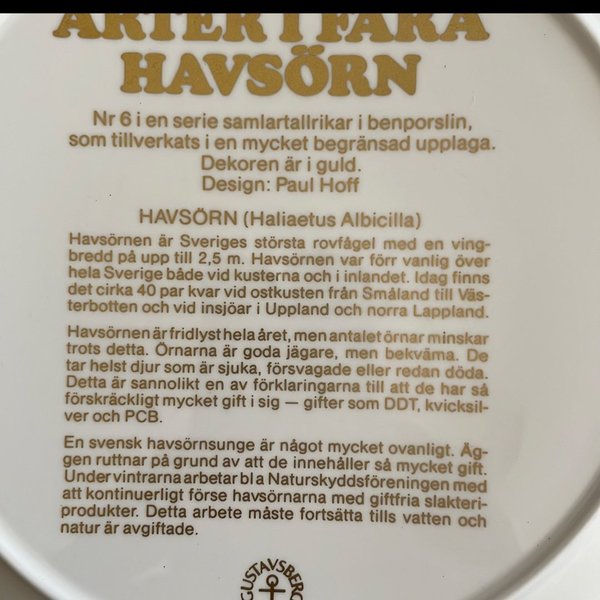 ARTER I FARA
HAVSÖRN
Nr 6 i en serie samlartallrikar i benporslin,
som tillverkats i en mycket begränsad upplaga.
Dekoren är i guld.
Design: Paul Hoff
HAVSÖRN (Haliaetus Albicilla)
Havsörnen är Sveriges största rovfågel med en ving-
bredd på upp till 2,5 m. Havsörnen var förr vanlig över
hela Sverige både vid kusterna och i inlandet. Idag finns
det cirka 40 par kvar vid ostkusten från Småland till Väs-
terbotten och vid insjöar i Uppland och norra Lappland.
Havsörnen är fridlyst hela året, men antalet örnar minskar
trots detta. Örnarna är goda jägare, men bekväma. De
tar helst djur som är sjuka, försvagade eller redan döda.
Detta är sannolikt en av förklaringarna till att de har så
förskräckligt mycket gift i sig — gifter som DDT, kvicksil-
ver och PCB.
En svensk havsörnsunge är något mycket ovanligt. Äg-
gen ruttnar på grund av att de innehåller så mycket gift.
Under vintrarna arbetar bl a Naturskyddsföreningen med
att kontinuerligt förse havsörnarna med giftfria slakteri-
produkter. Detta arbete måste fortsätta tills vatten och
natur är avgiftade.
GUSTAVSBERG